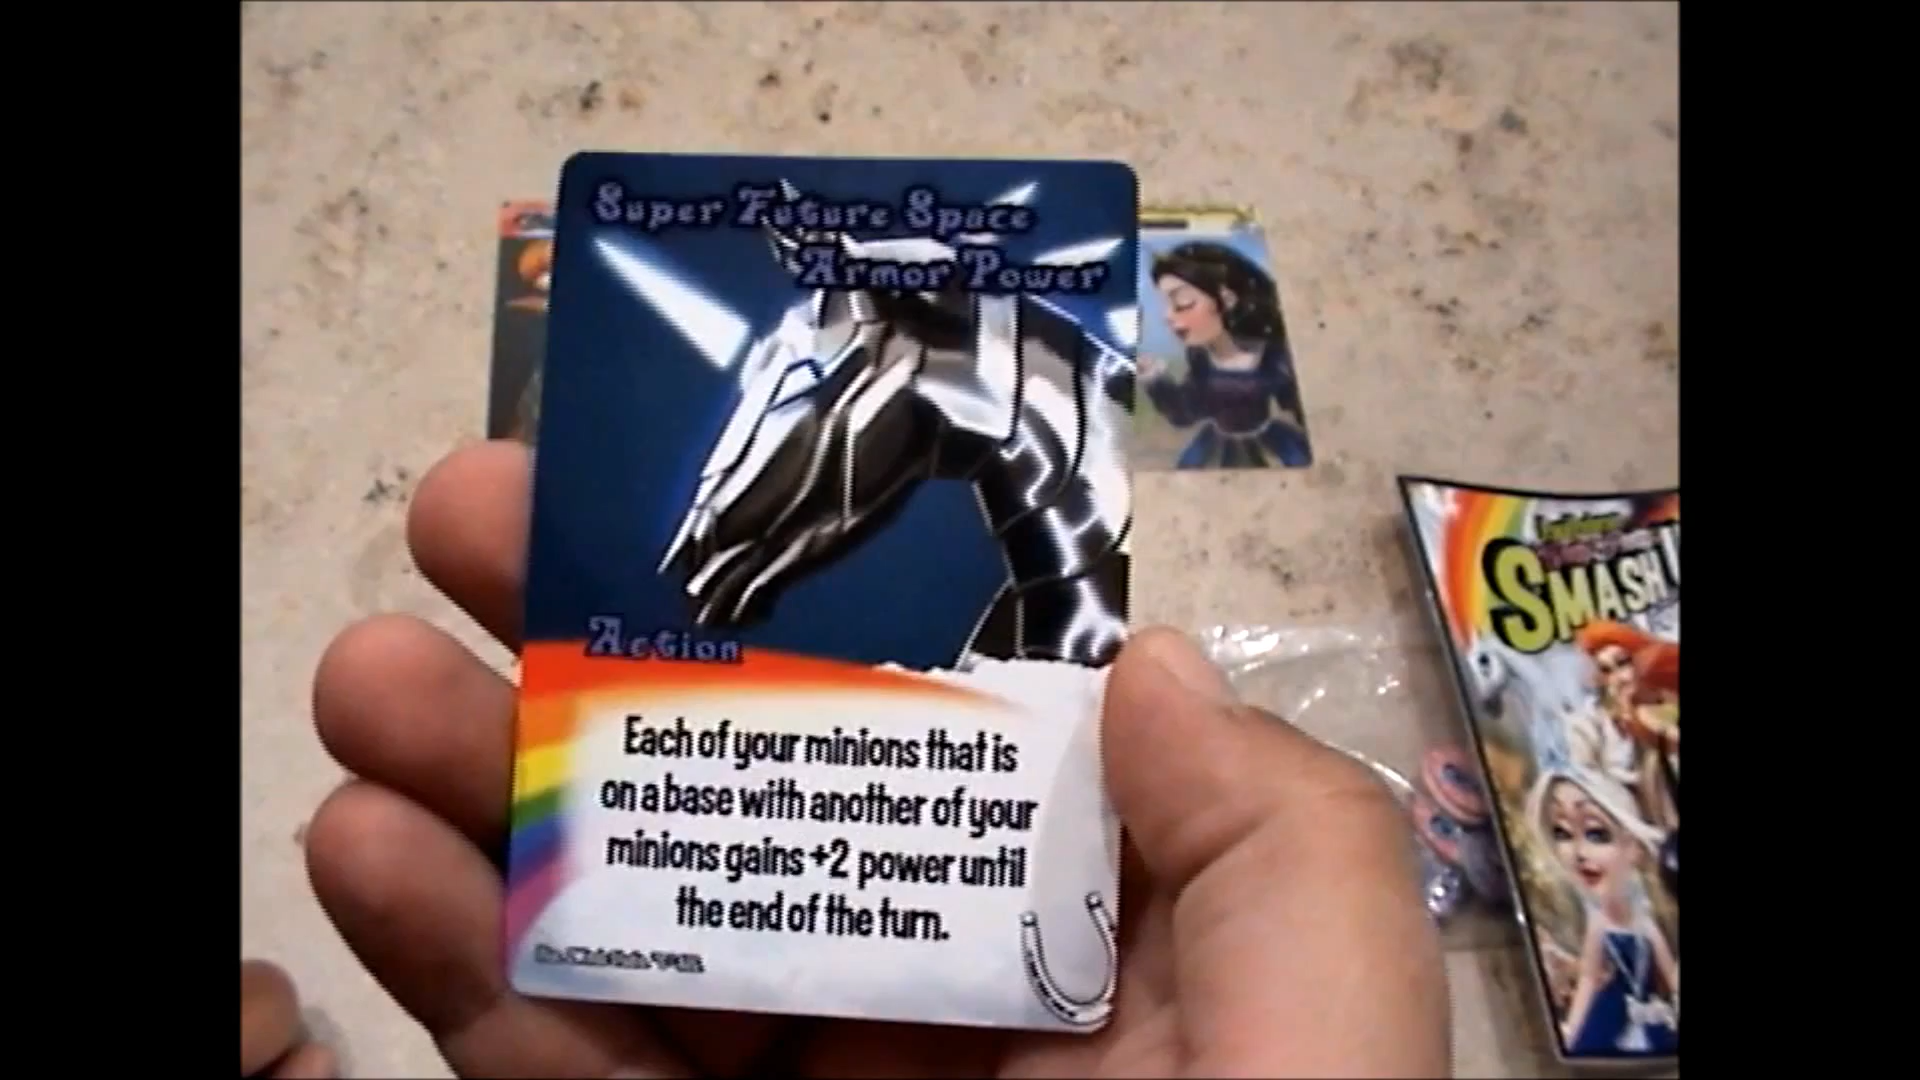 Super Future Space
Armor Power
Action
Each of your minions that is
on a base with another of your
minions gains +2 power until
the end of the turn.
SMASH